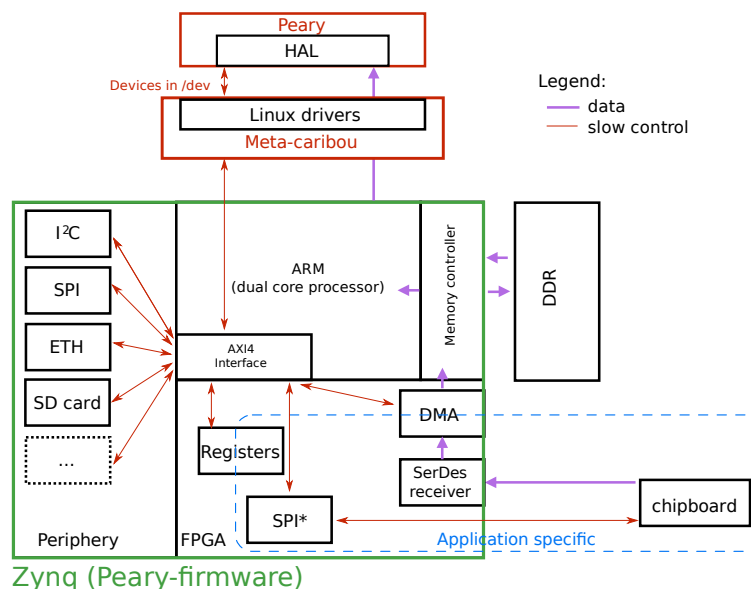 Peary
HAL
Devices in /dev
Linux drivers
Meta-caribou
Legend:
data
slow control
I²C
SPI
ETH
SD card
...
Periphery
ARM
(dual core processor)
Memory controller
DDR
AXI4
Interface
Registers
DMA
SerDes
receiver
SPI*
chipboard
FPGA
Application specific
Zynq (Peary-firmware)